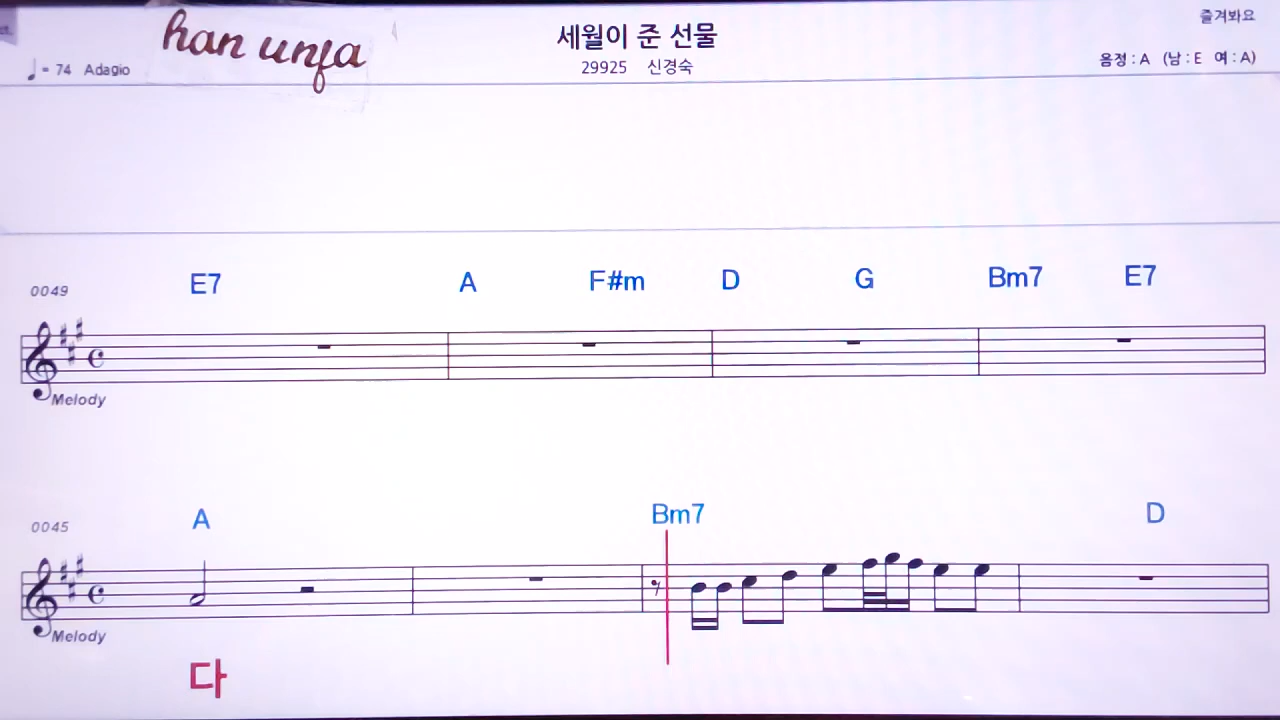 han unfa
세월이 준 선물
즐겨봐요
♩= 74 Adagio
29925 신경숙
음정 : A (남 : E 여 : A)
E7 A F#m D G Bm7 E7
0049
Melody
A Bm7 D
0045
Melody
다